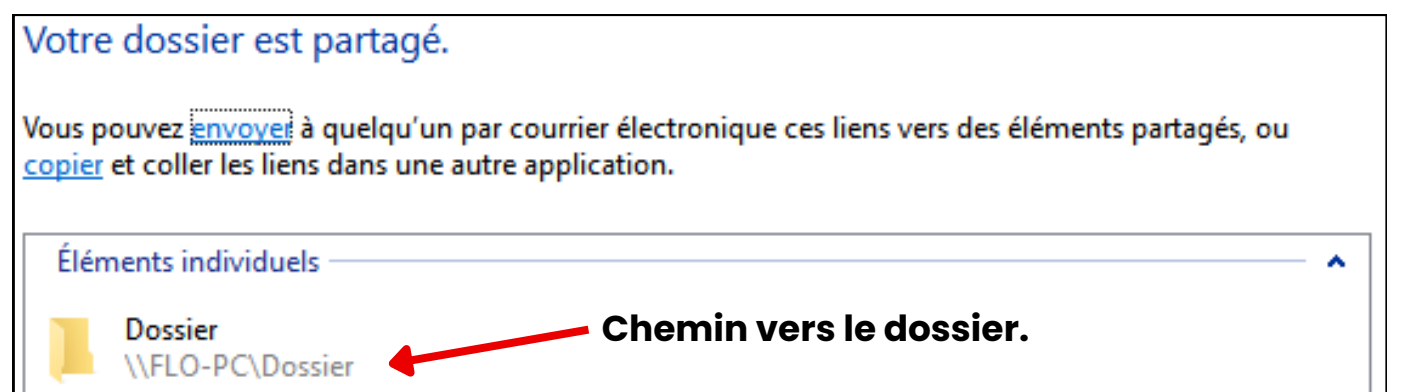 Votre dossier est partagé.
Vous pouvez envoyer à quelqu'un par courrier électronique ces liens vers des éléments partagés, ou
copier et coller les liens dans une autre application.
Éléments individuels
Dossier
\\FLO-PC\Dossier
Chemin vers le dossier.